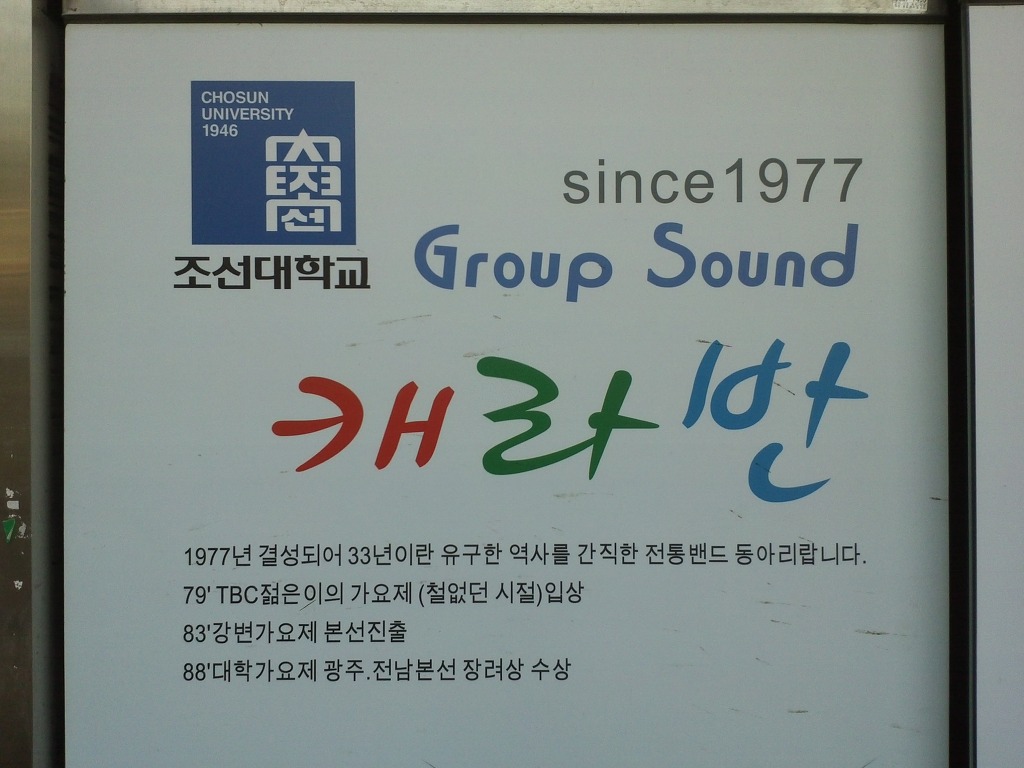 CHOSUN
UNIVERSITY
1946
조선대학교
since1977
Group Sound
캐라반
1977년 결성되어 33년이란 유구한 역사를 간직한 전통밴드 동아리랍니다.
79' TBC젊은이의 가요제 (철없던 시절)입상
83'강변가요제 본선진출
88'대학가요제 광주.전남본선 장려상 수상